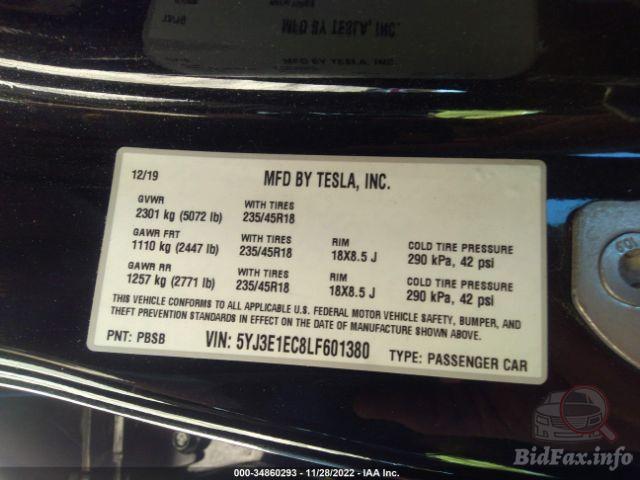 MFD BY TESLA, INC.
MFD BY TESLA, INC.
12/19 MFD BY TESLA, INC.
GVWR WITH TIRES
2301 kg (5072 lb) 235/45R18
GAWR FRT WITH TIRES RIM COLD TIRE PRESSURE
1110 kg (2447 lb) 235/45R18 18X8.5 J 290 kPa, 42 psi
GAWR RR WITH TIRES RIM COLD TIRE PRESSURE
1257 kg (2771 lb) 235/45R18 18X8.5 J 290 kPa, 42 psi
THIS VEHICLE CONFORMS TO ALL APPLICABLE U.S. FEDERAL MOTOR VEHICLE SAFETY, BUMPER, AND
THEFT PREVENTION STANDARDS IN EFFECT ON THE DATE OF MANUFACTURE SHOWN ABOVE.
PNT: PBSB VIN: 5YJ3E1EC8LF601380 TYPE: PASSENGER CAR
BidFax.info
000-34860293 - 11/28/2022 - IAA Inc.